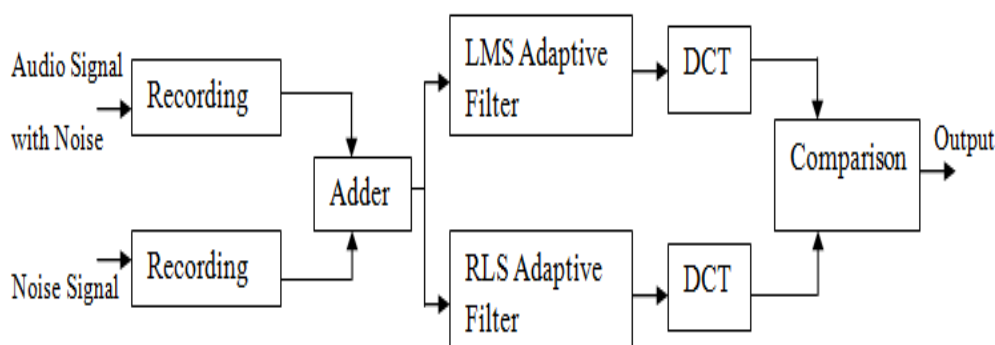 Audio Signal
with Noise
Recording
Noise Signal
Recording
Adder
LMS Adaptive
Filter
DCT
RLS Adaptive
Filter
DCT
Comparison
Output